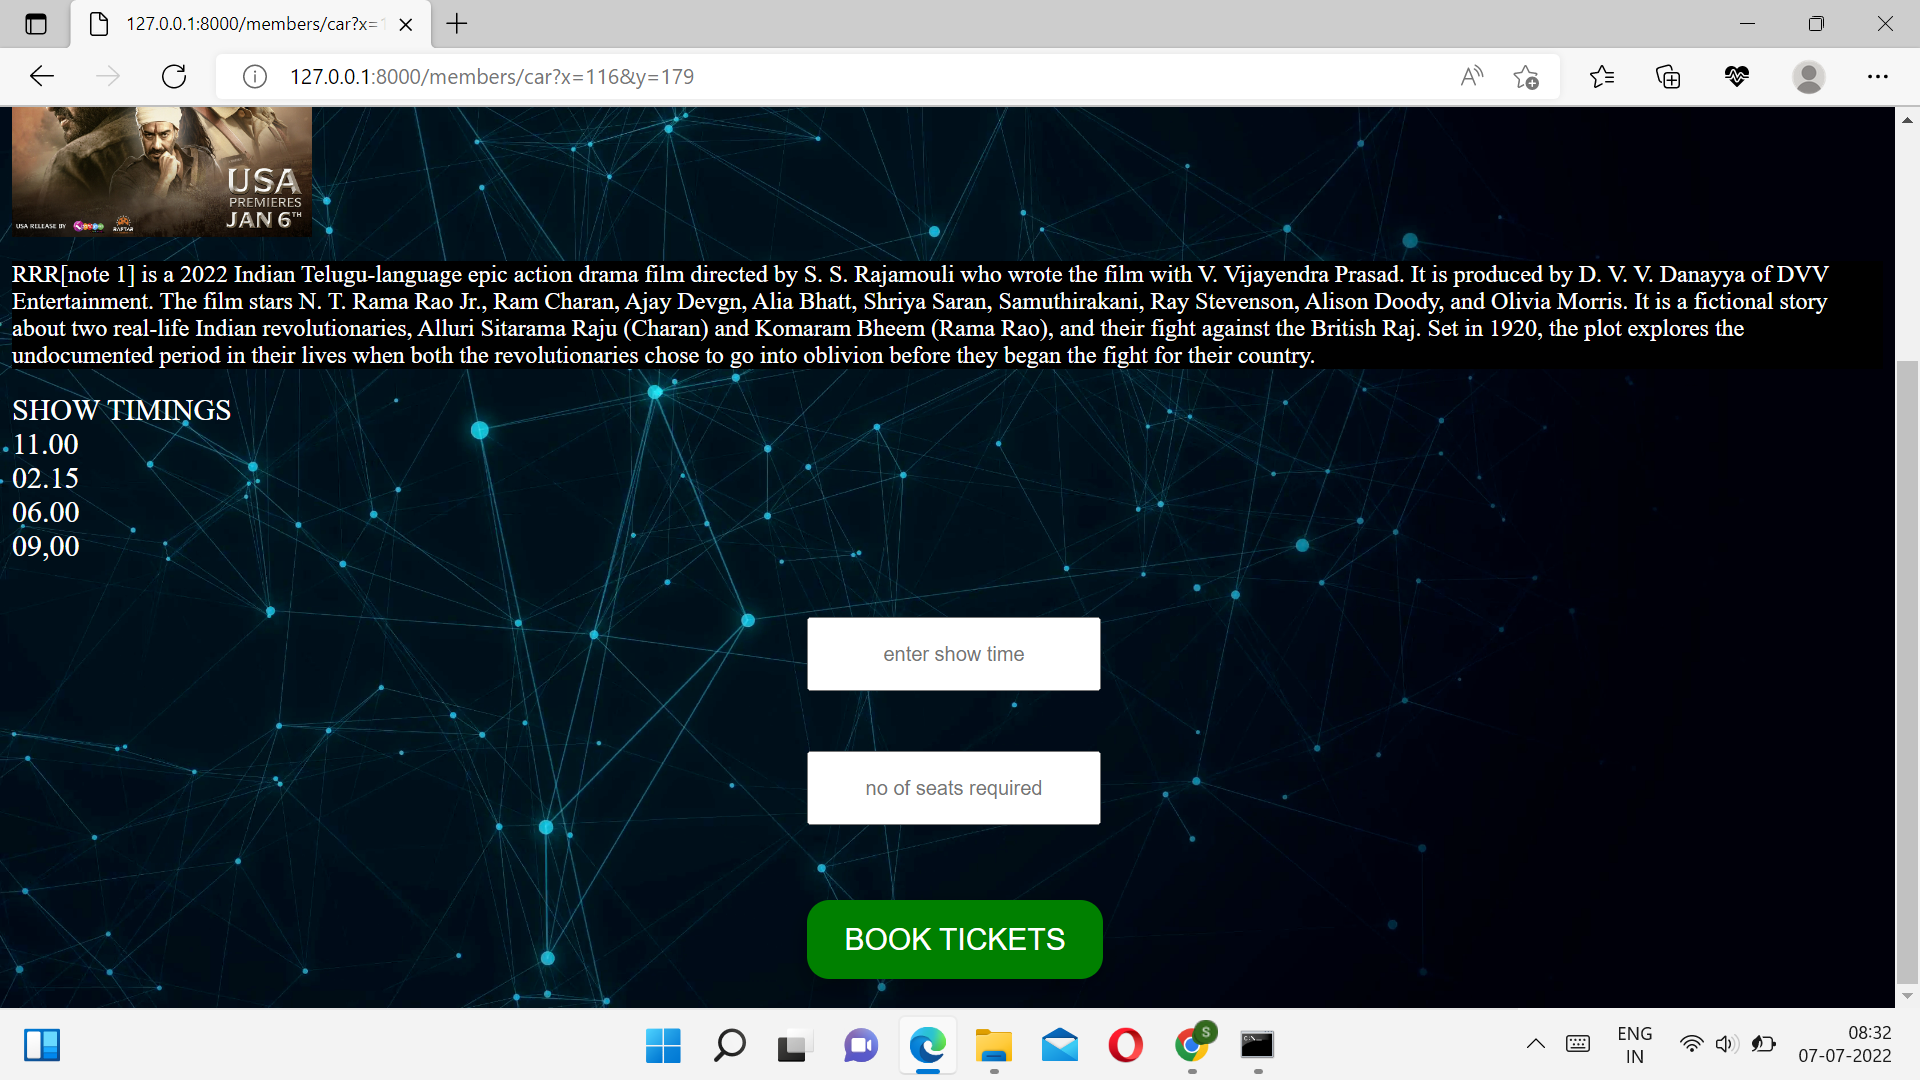 127.0.0.1:8000/members/car?x=1
127.0.0.1:8000/members/car?x=116&y=179
USA
PREMIERES
JAN 6TH
USA RELEASE BY
RAFTAR
RRR[note 1] is a 2022 Indian Telugu-language epic action drama film directed by S. S. Rajamouli who wrote the film with V. Vijayendra Prasad. It is produced by D. V. V. Danayya of DVV
Entertainment. The film stars N. T. Rama Rao Jr., Ram Charan, Ajay Devgn, Alia Bhatt, Shriya Saran, Samuthirakani, Ray Stevenson, Alison Doody, and Olivia Morris. It is a fictional story
about two real-life Indian revolutionaries, Alluri Sitarama Raju (Charan) and Komaram Bheem (Rama Rao), and their fight against the British Raj. Set in 1920, the plot explores the
undocumented period in their lives when both the revolutionaries chose to go into oblivion before they began the fight for their country.
SHOW TIMINGS
11.00
02.15
06.00
09,00
enter show time
no of seats required
BOOK TICKETS
S
ENG
IN
08:32
07-07-2022